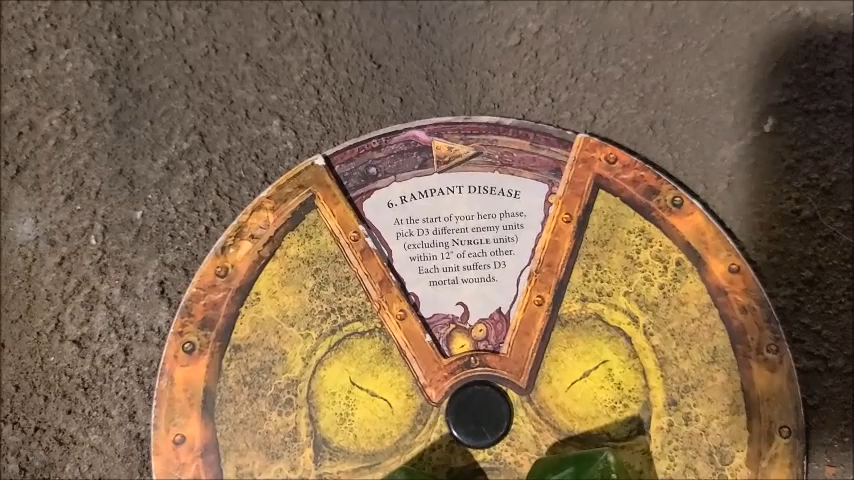 6. RAMPANT DISEASE
At the start of your hero phase,
pick D3 different enemy units
(excluding NURGLE units)
within 12" of each other.
Each unit suffers D3
mortal wounds.